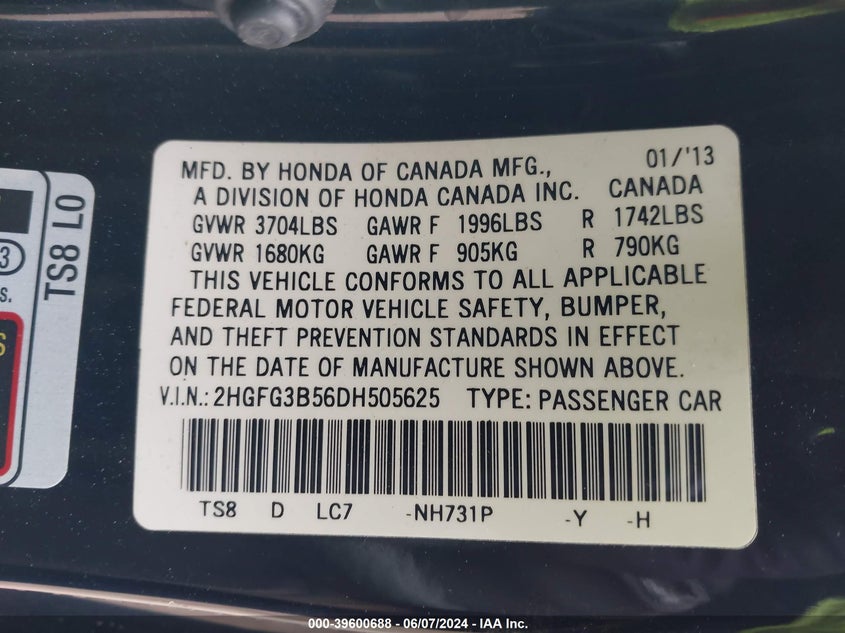 MFD. BY HONDA OF CANADA MFG., 01/'13
A DIVISION OF HONDA CANADA INC. CANADA
GVWR 3704LBS GAWR F 1996LBS R 1742LBS
GVWR 1680KG GAWR F 905KG R 790KG
THIS VEHICLE CONFORMS TO ALL APPLICABLE
FEDERAL MOTOR VEHICLE SAFETY, BUMPER,
AND THEFT PREVENTION STANDARDS IN EFFECT
ON THE DATE OF MANUFACTURE SHOWN ABOVE.
V.I.N.: 2HGFG3B56DH505625 TYPE: PASSENGER CAR
TS8 D LC7 -NH731P -Y -H
TS8 L0
3
S.
S
000-39600688 - 06/07/2024 - IAA Inc.